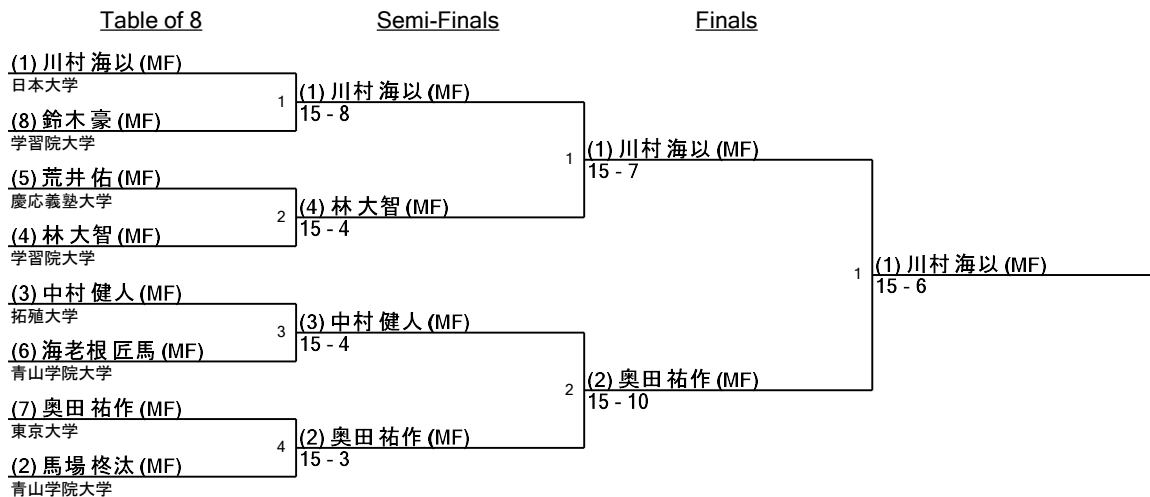 Table of 8
Semi-Finals
Finals
(1) 川村 海以 (MF)
日本大学
(8) 鈴木 豪 (MF)
学習院大学
(5) 荒井 佑 (MF)
慶応義塾大学
(4) 林 大智 (MF)
学習院大学
(3) 中村 健人 (MF)
拓殖大学
(6) 海老根 匠馬 (MF)
青山学院大学
(7) 奥田 祐作 (MF)
東京大学
(2) 馬場 柊汰 (MF)
青山学院大学
1
(1) 川村 海以 (MF)
15 - 8
2
(4) 林 大智 (MF)
15 - 4
3
(3) 中村 健人 (MF)
15 - 4
4
(2) 奥田 祐作 (MF)
15 - 3
1
(1) 川村 海以 (MF)
15 - 7
2
(2) 奥田 祐作 (MF)
15 - 10
1
(1) 川村 海以 (MF)
15 - 6